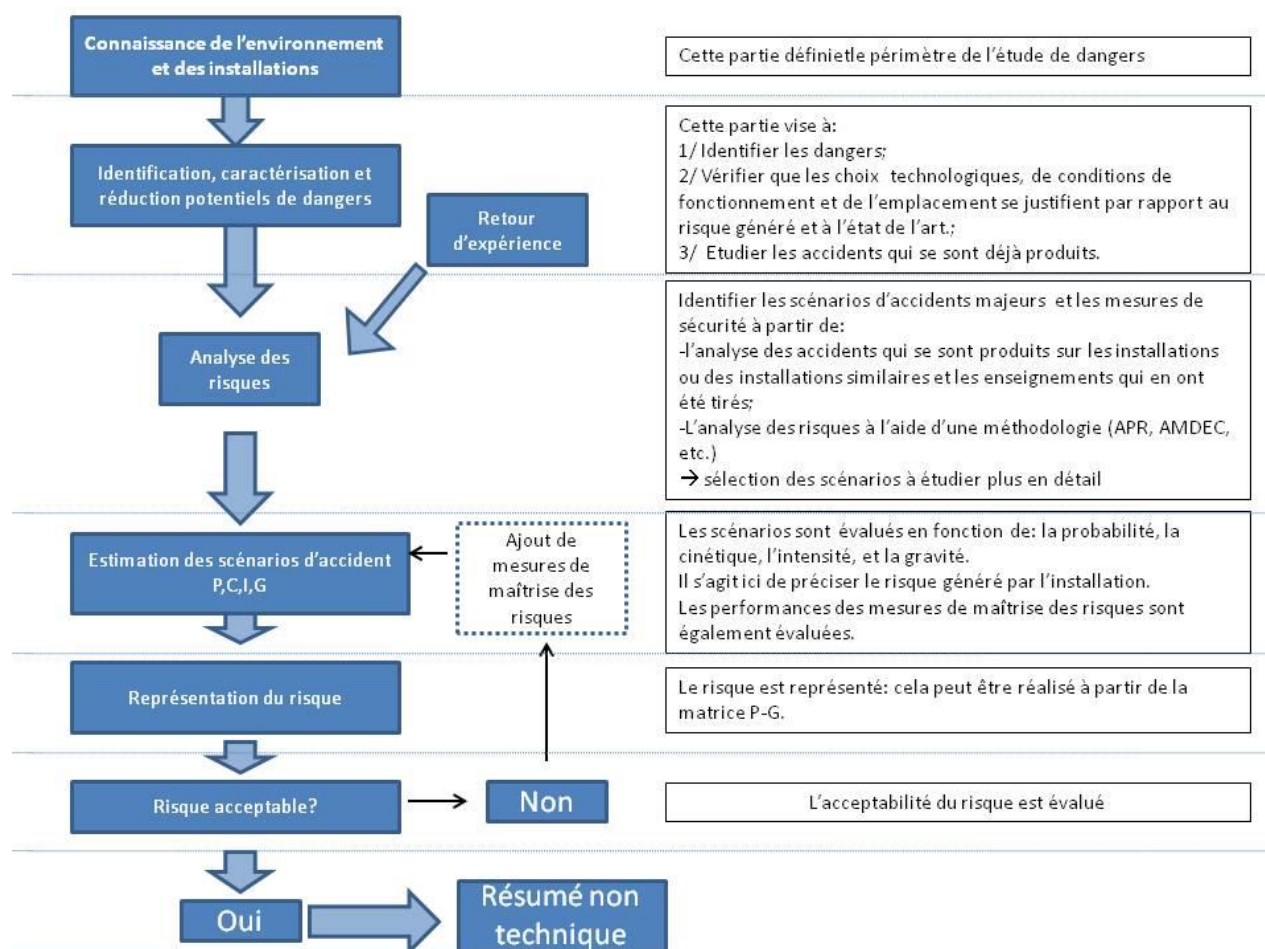 Connaissance de l'environnement
et des installations
Cette partie définietle périmètre de l'étude de dangers
Identification, caractérisation et
réduction potentiels de dangers
Retour
d'expérience
Cette partie vise à:
1/ Identifier les dangers;
2/ Vérifier que les choix technologiques, de conditions de
fonctionnement et de l'emplacement se justifient par rapport au
risque généré et à l'état de l'art.;
3/ Etudier les accidents qui se sont déjà produits.
Analyse des
risques
Identifier les scénarios d'accidents majeurs et les mesures de
sécurité à partir de:
-l'analyse des accidents qui se sont produits sur les installations
ou des installations similaires et les enseignements qui en ont
été tirés;
-L'analyse des risques à l'aide d'une méthodologie (APR, AMDEC,
etc.)
→ sélection des scénarios à étudier plus en détail
Estimation des scénarios d'accident
P,C,I,G
Ajout de
mesures de
maîtrise des
risques
Les scénarios sont évalués en fonction de: la probabilité, la
cinétique, l'intensité, et la gravité.
Il s'agit ici de préciser le risque généré par l'installation.
Les performances des mesures de maîtrise des risques sont
également évaluées.
Représentation du risque
Le risque est représenté: cela peut être réalisé à partir de la
matrice P-G.
Risque acceptable?
Non
L'acceptabilité du risque est évalué
Oui
Résumé non
technique